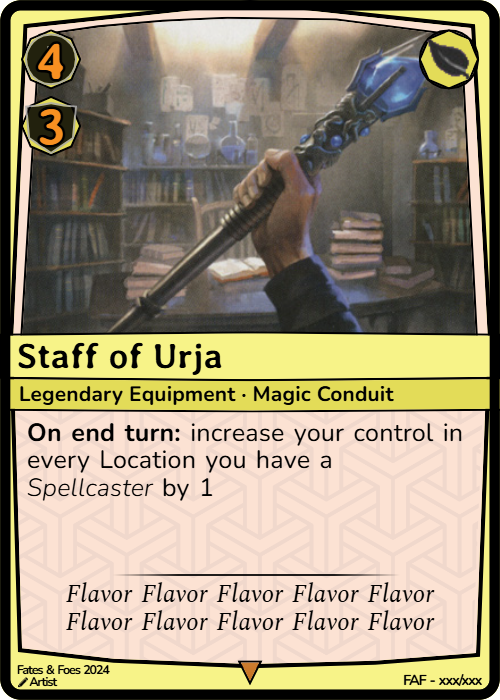 4
3
Staff of Urja
Legendary Equipment · Magic Conduit
On end turn: increase your control in
every Location you have a
Spellcaster by 1
Flavor Flavor Flavor Flavor Flavor
Flavor Flavor Flavor Flavor Flavor
Fates & Foes 2024
Artist
FAF - xxx/xxx